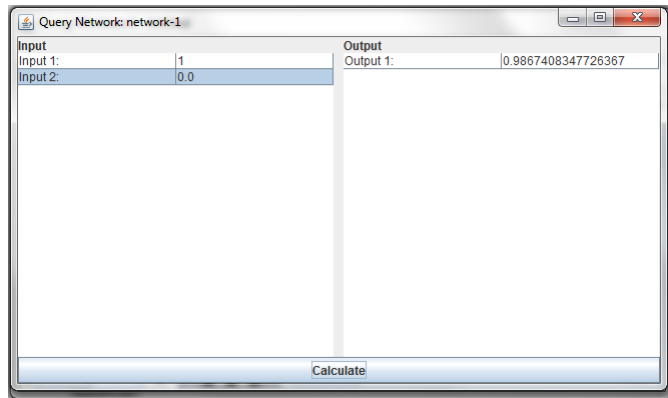 Query Network: network-1
Input
Input 1: 1
Input 2: 0.0
Output
Output 1: 0.9867408347726367
Calculate